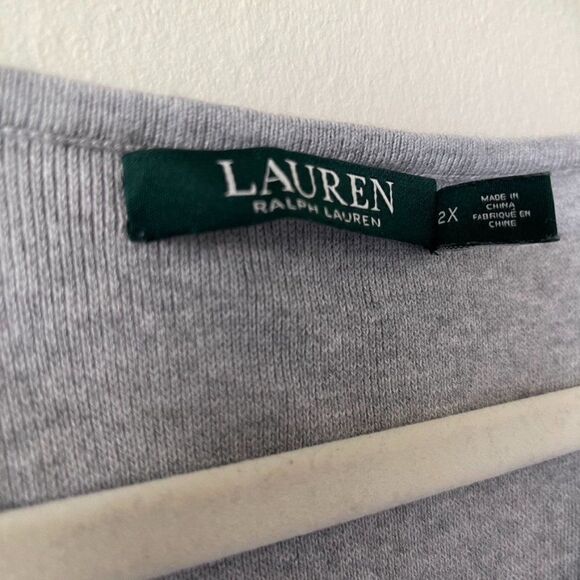 LAUREN
RALPH LAUREN
2X
MADE IN
CHINA
FABRIQUÉ EN
CHINE